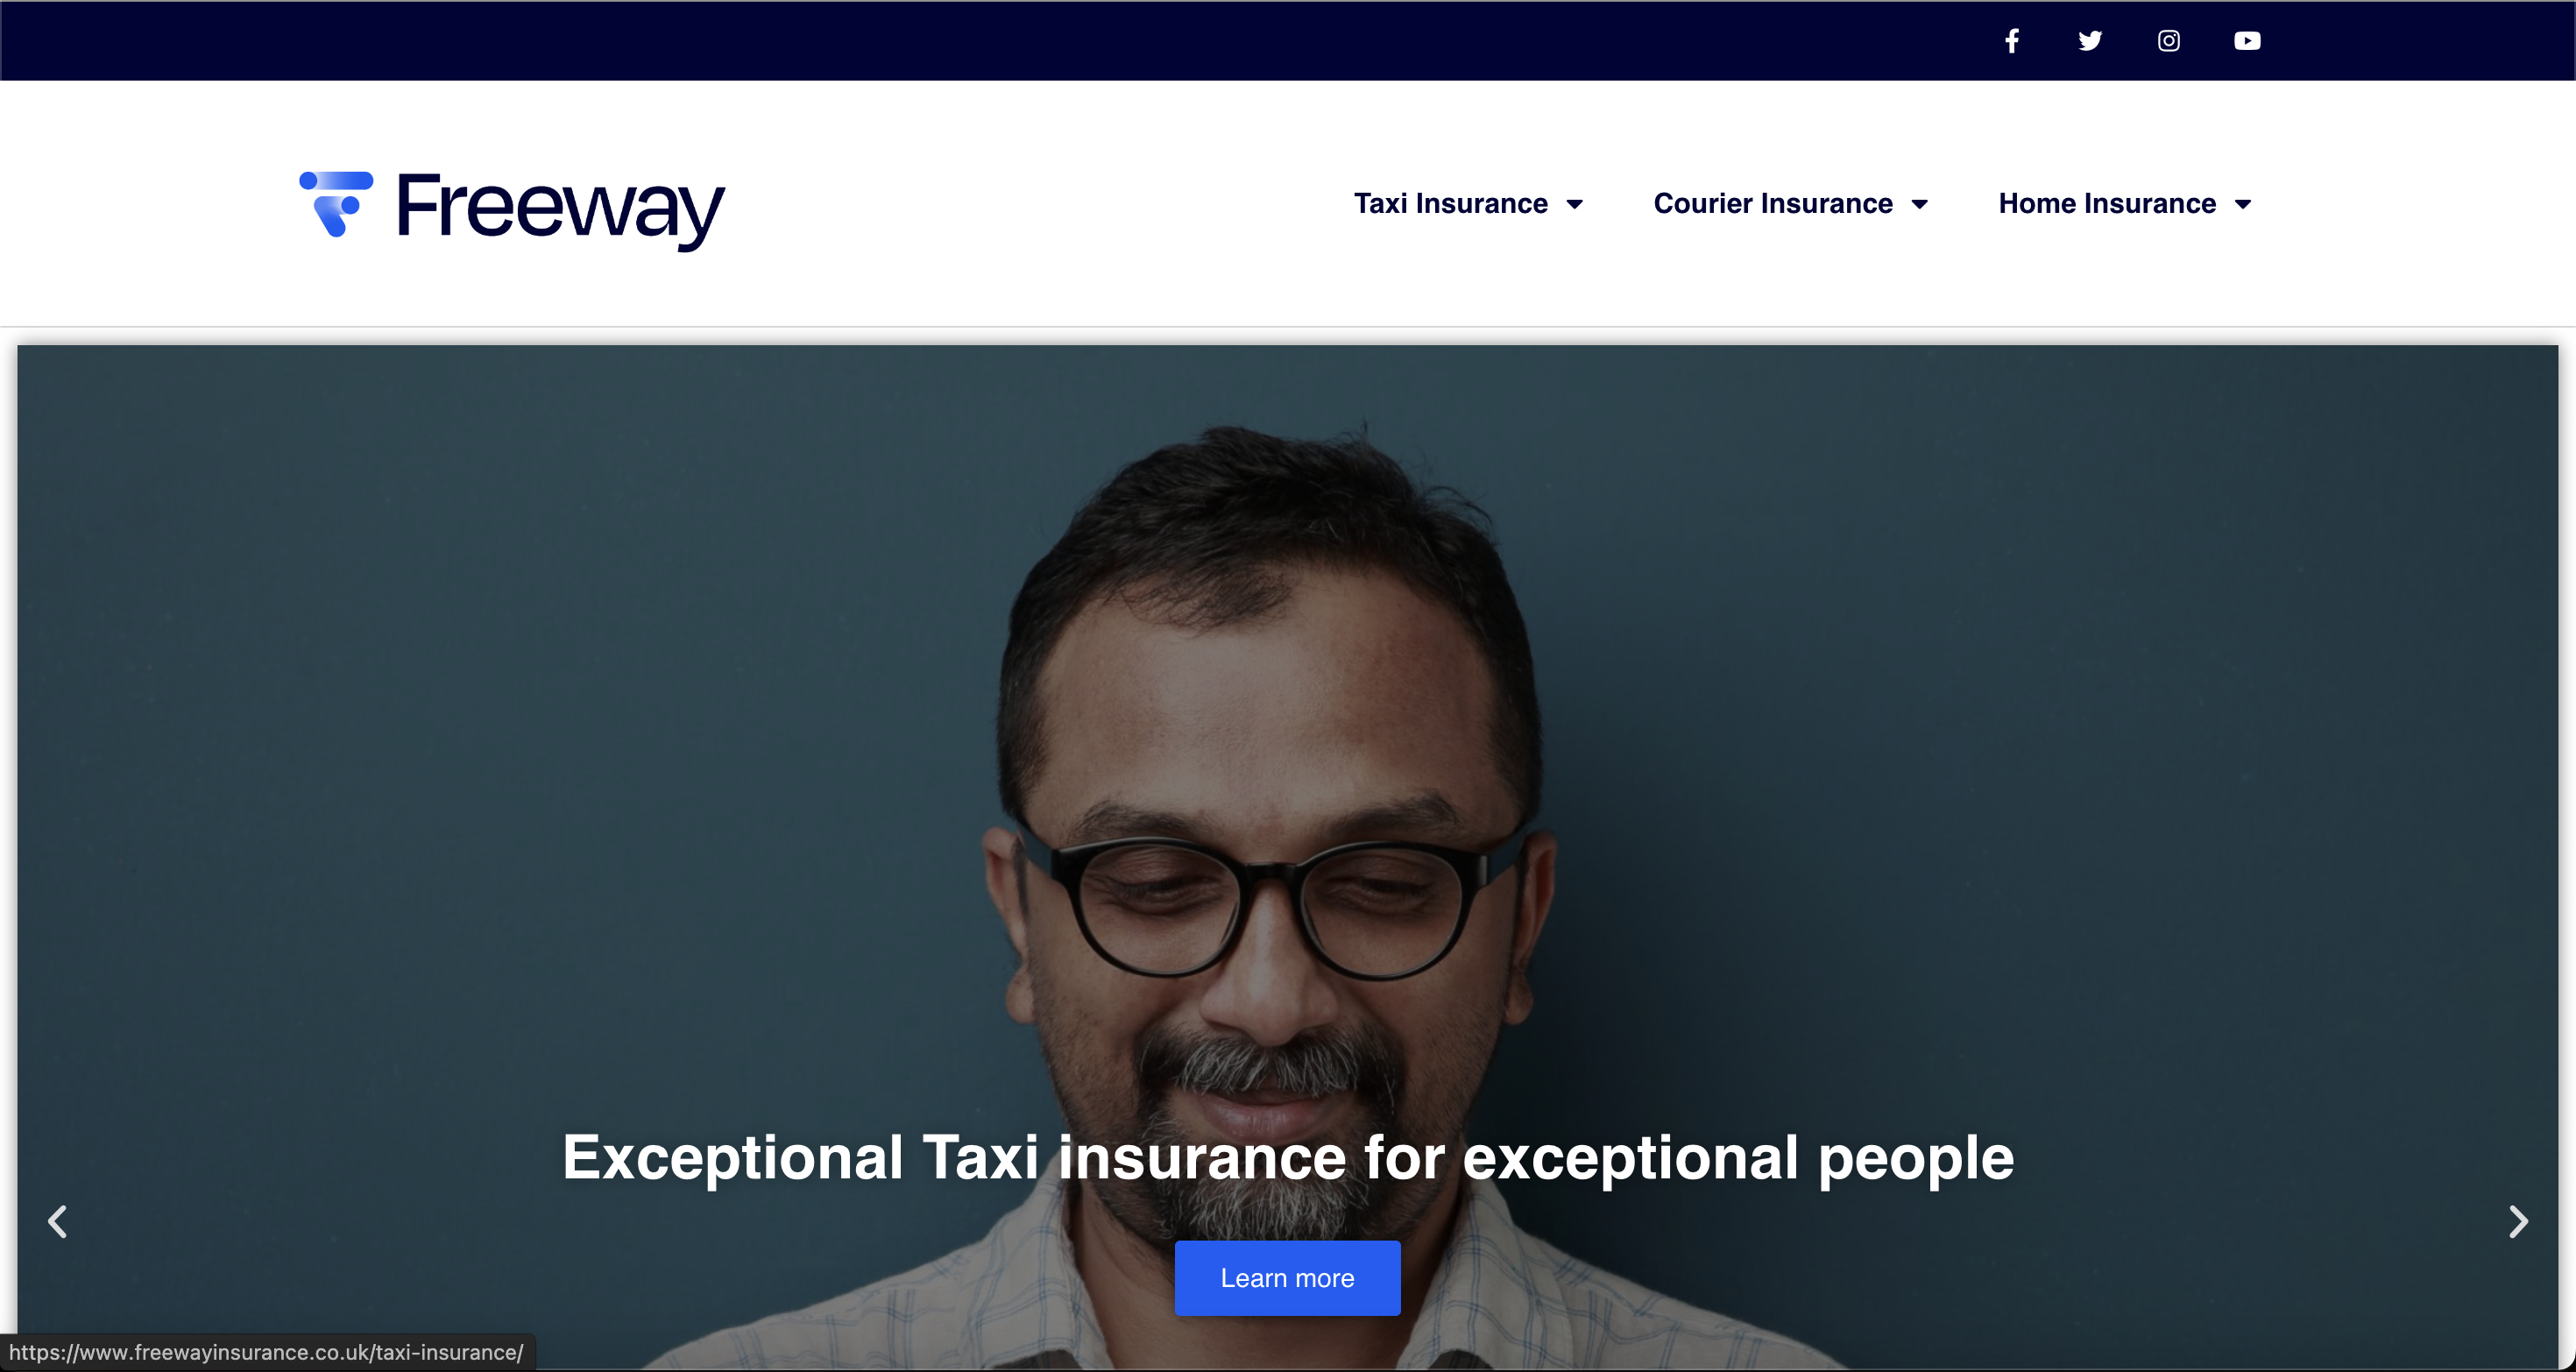 Freeway
Taxi Insurance
Courier Insurance
Home Insurance
Exceptional Taxi insurance for exceptional people
Learn more
https://www.freewayinsurance.co.uk/taxi-insurance/